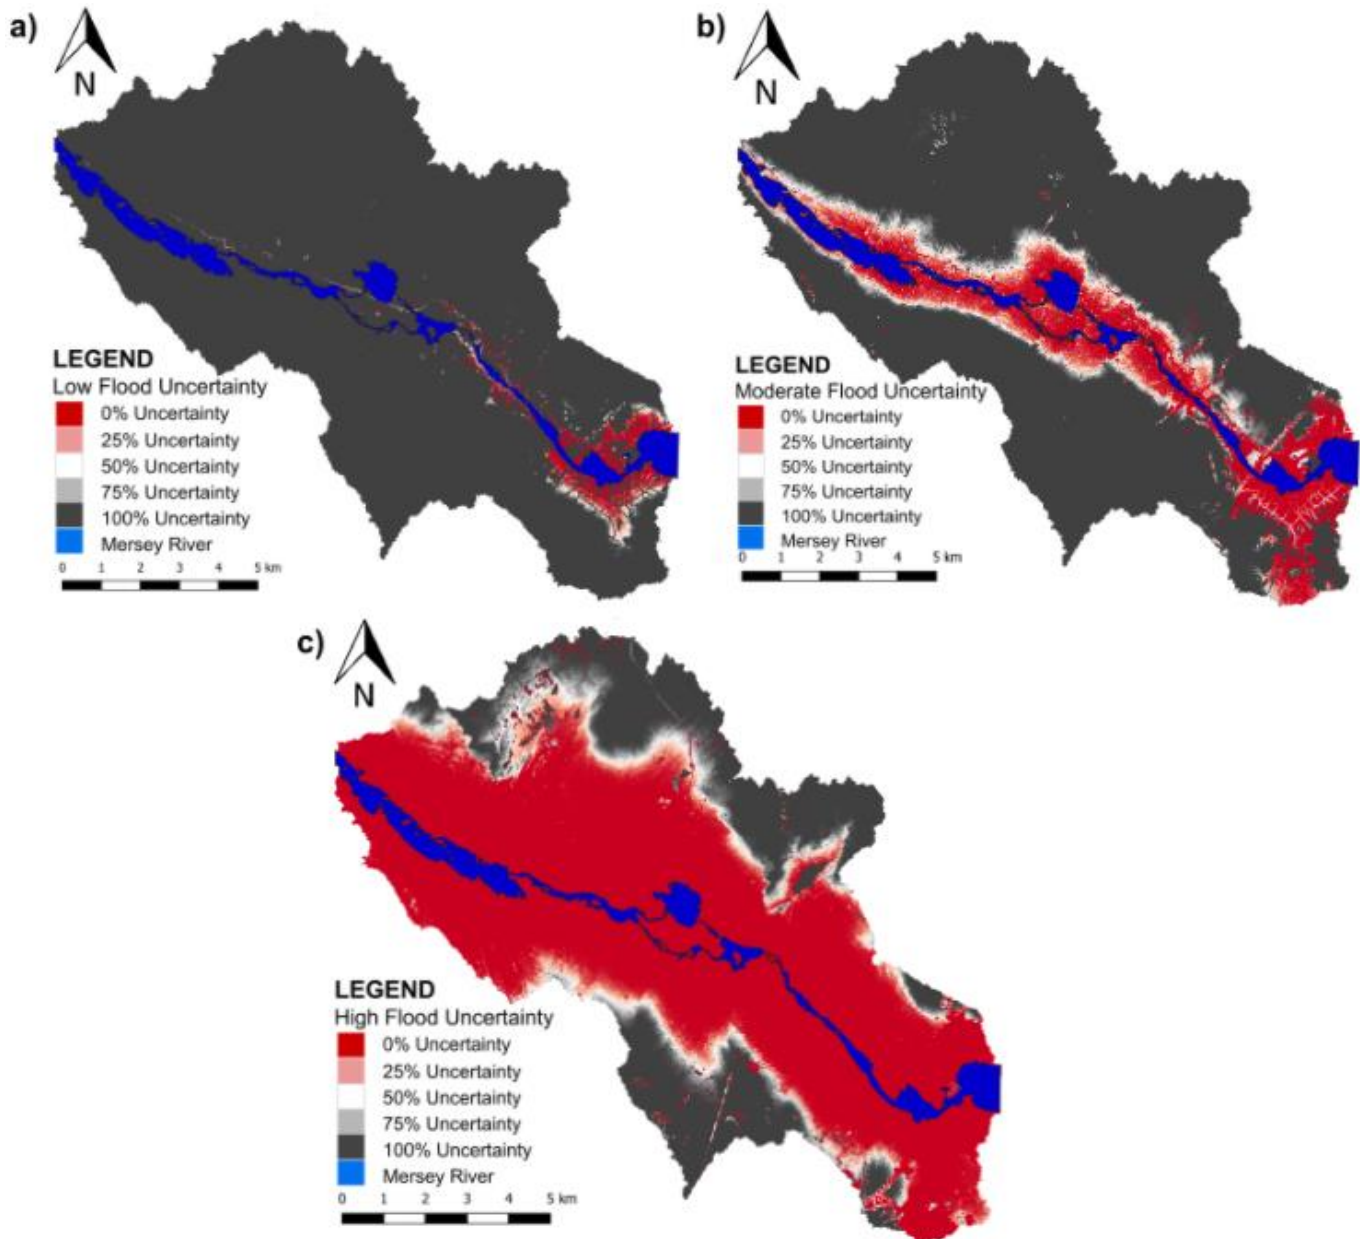 a)
N
LEGEND
Low Flood Uncertainty
0% Uncertainty
25% Uncertainty
50% Uncertainty
75% Uncertainty
100% Uncertainty
Mersey River
0 1 2 3 4 5 km
b)
N
LEGEND
Moderate Flood Uncertainty
0% Uncertainty
25% Uncertainty
50% Uncertainty
75% Uncertainty
100% Uncertainty
Mersey River
0 1 2 3 4 5 km
c)
N
LEGEND
High Flood Uncertainty
0% Uncertainty
25% Uncertainty
50% Uncertainty
75% Uncertainty
100% Uncertainty
Mersey River
0 1 2 3 4 5 km